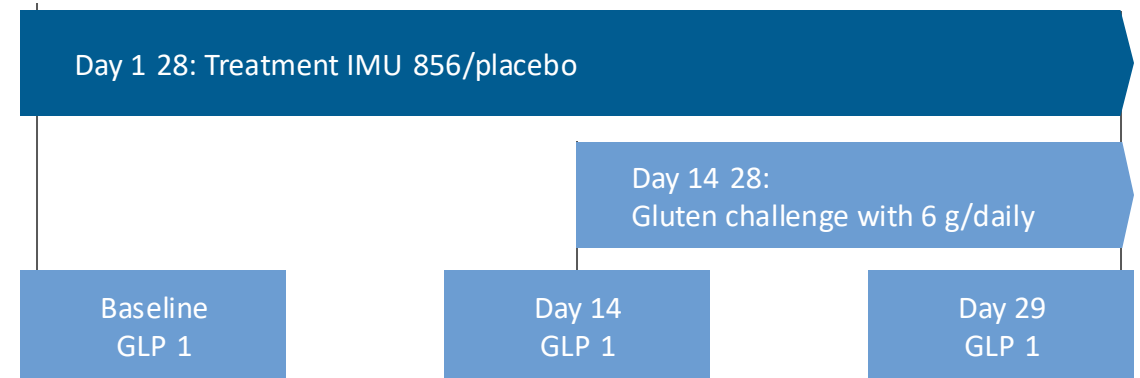 Day 1 28: Treatment IMU 856/placebo
Day 14 28:
Gluten challenge with 6 g/daily
Baseline
GLP 1
Day 14
GLP 1
Day 29
GLP 1